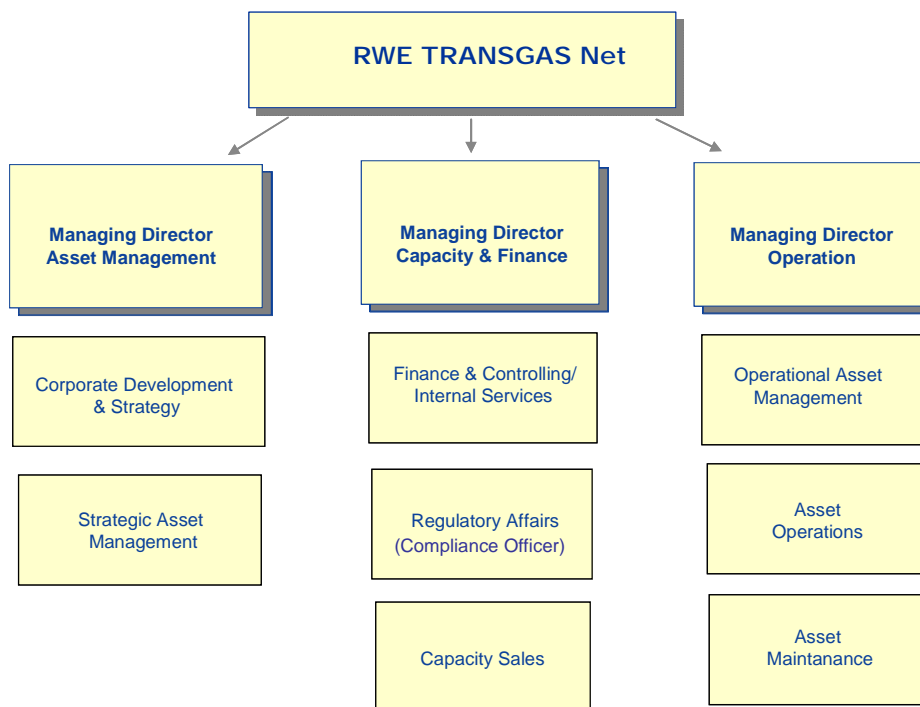 RWE TRANSGAS Net
Managing Director
Asset Management
Managing Director
Capacity & Finance
Managing Director
Operation
Corporate Development
& Strategy
Finance & Controlling/
Internal Services
Operational Asset
Management
Strategic Asset
Management
Regulatory Affairs
(Compliance Officer)
Asset
Operations
Capacity Sales
Asset
Maintanance